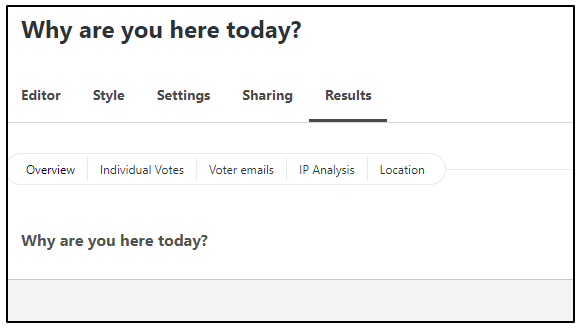 Why are you here today?
Editor Style Settings Sharing Results
Overview Individual Votes Voter emails IP Analysis Location
Why are you here today?